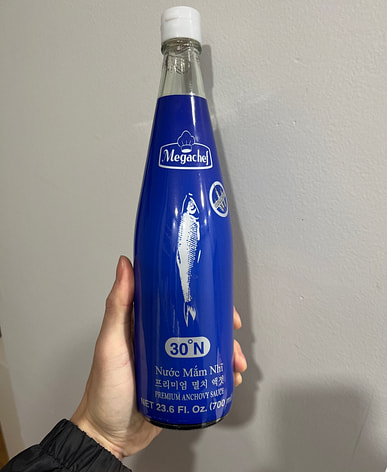 Megachef
30°N
Nước Mắm Nhĩ
프리미엄 멸치 액젓
PREMIUM ANCHOVY SAUCE
NET 23.6 Fl. Oz. (700